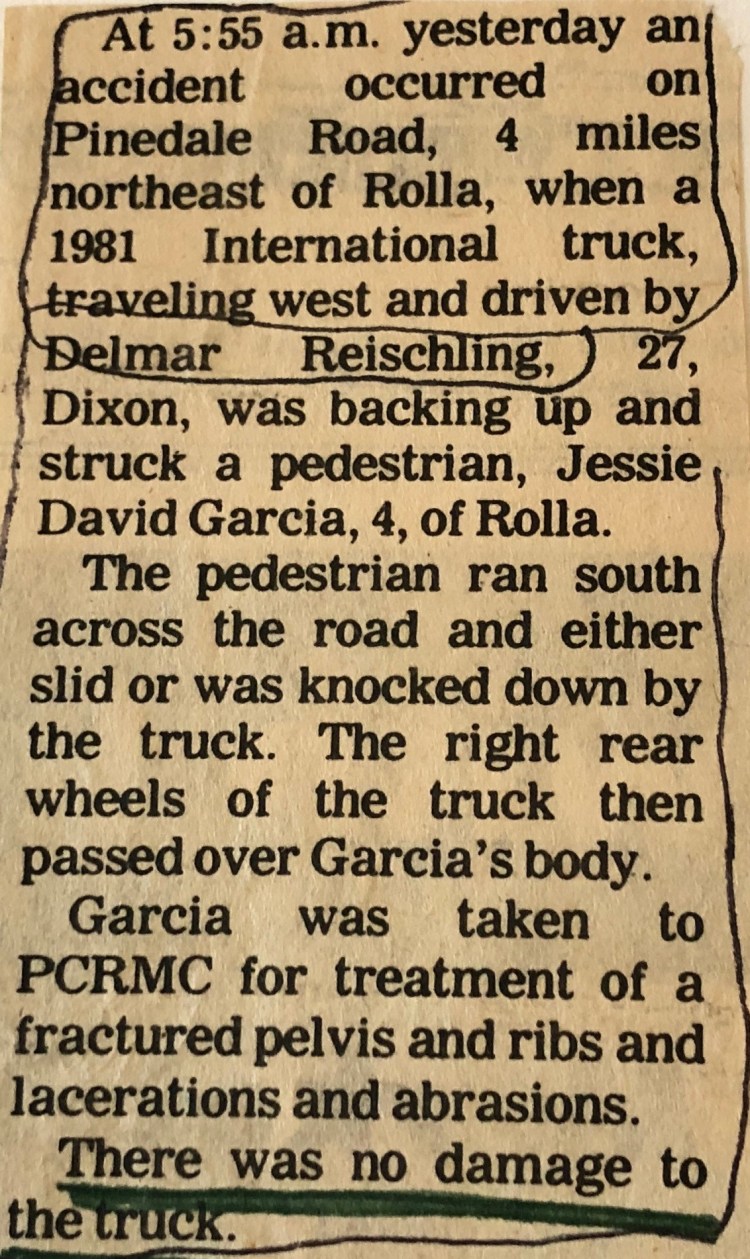 At 5:55 a.m. yesterday an
accident occurred on
Pinedale Road, 4 miles
northeast of Rolla, when a
1981 International truck,
traveling west and driven by
Delmar Reischling, 27,
Dixon, was backing up and
struck a pedestrian, Jessie
David Garcia, 4, of Rolla.
The pedestrian ran south
across the road and either
slid or was knocked down by
the truck. The right rear
wheels of the truck then
passed over Garcia's body.
Garcia was taken to
PCRMC for treatment of a
fractured pelvis and ribs and
lacerations and abrasions.
There was no damage to
the truck.